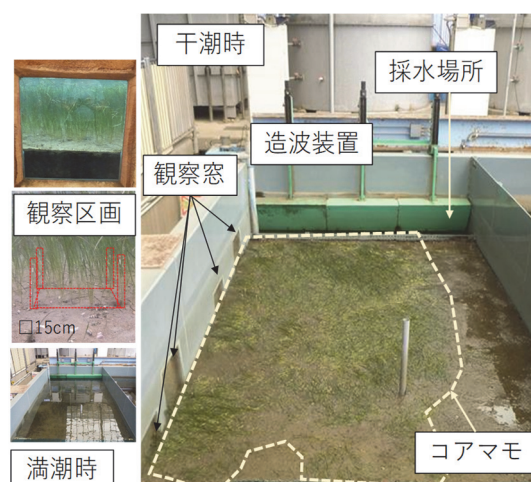 干潮時
採水場所
造波装置
観察窓
観察区画
□15cm
コアマモ
満潮時